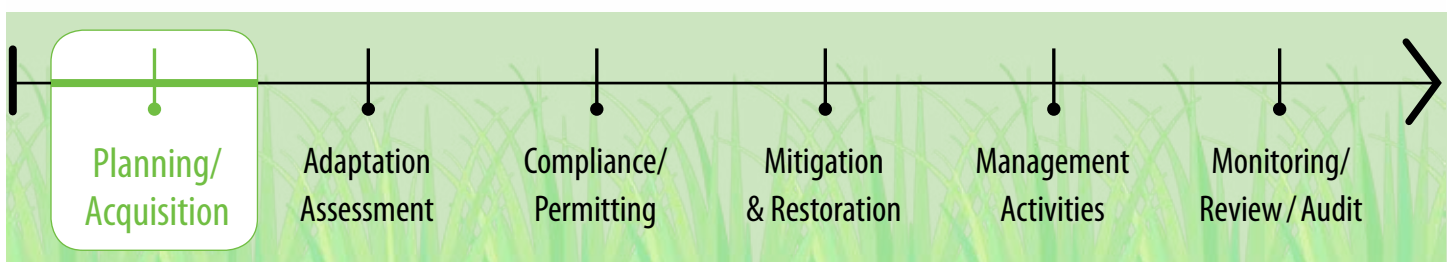 Planning/
Acquisition
Adaptation
Assessment
Compliance/
Permitting
Mitigation
& Restoration
Management
Activities
Monitoring/
Review / Audit